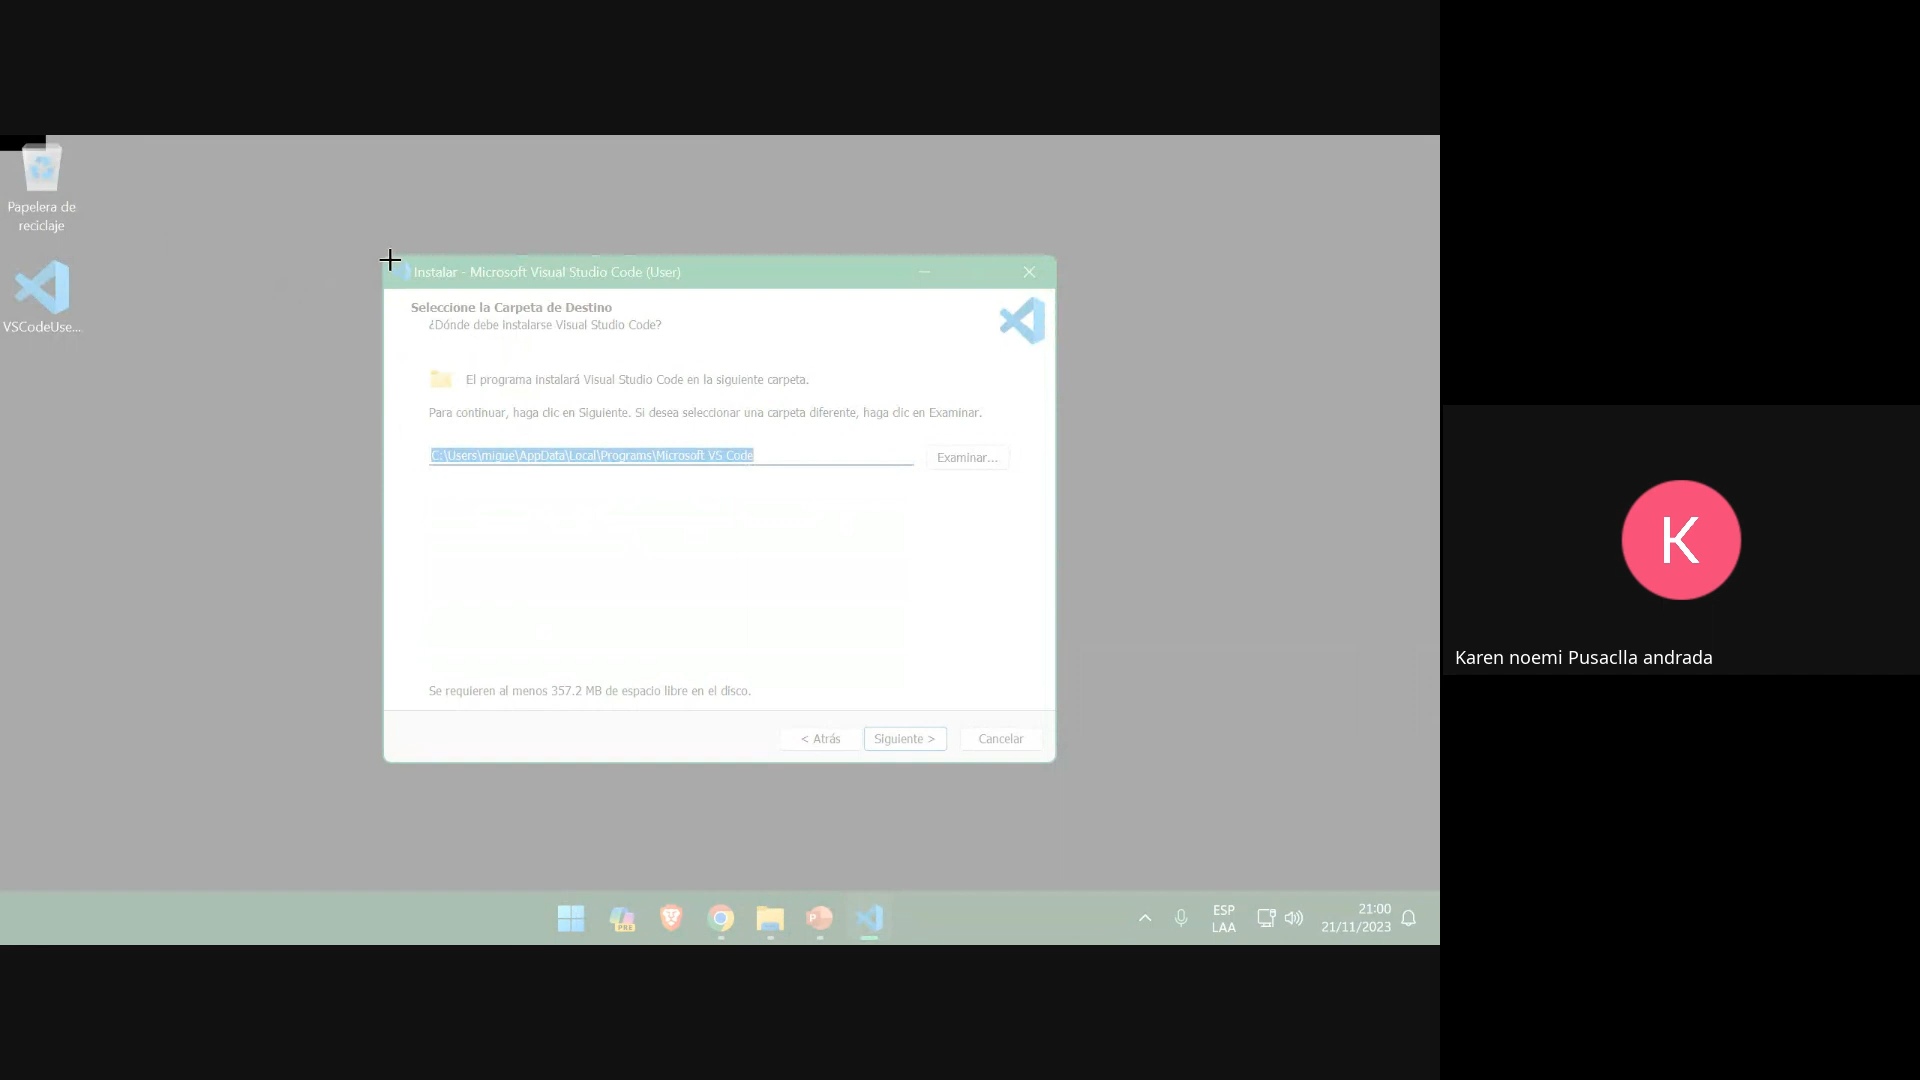 Papelera de
reciclaje
VSCodeUse...
Instalar - Microsoft Visual Studio Code (User)
Seleccione la Carpeta de Destino
¿Dónde debe instalarse Visual Studio Code?
El programa instalará Visual Studio Code en la siguiente carpeta.
Para continuar, haga clic en Siguiente. Si desea seleccionar una carpeta diferente, haga clic en Examinar.
C:\Users\migue\AppData\Local\Programs\Microsoft VS Code
Examinar...
Se requieren al menos 357.2 MB de espacio libre en el disco.
< Atrás
Siguiente >
Cancelar
PRE
P
ESP
LAA
21:00
21/11/2023
K
Karen noemi Pusaclla andrada